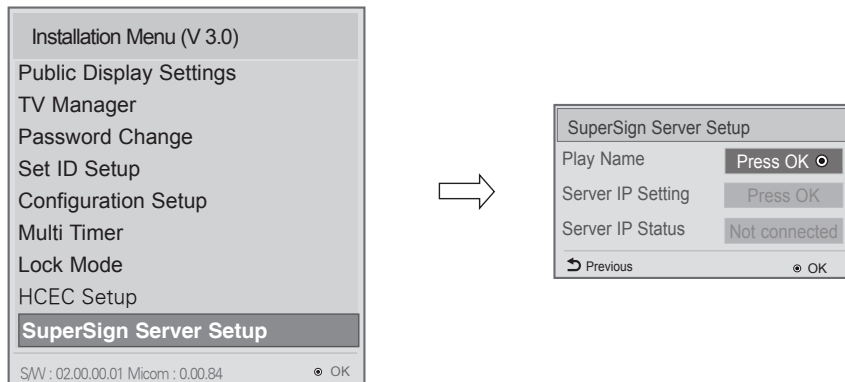 Installation Menu (V 3.0)
Public Display Settings
TV Manager
Password Change
Set ID Setup
Configuration Setup
Multi Timer
Lock Mode
HCEC Setup
SuperSign Server Setup
S/W : 02.00.00.01 Micom : 0.00.84 OK
SuperSign Server Setup
Play Name Press OK
Server IP Setting Press OK
Server IP Status Not connected
Previous OK